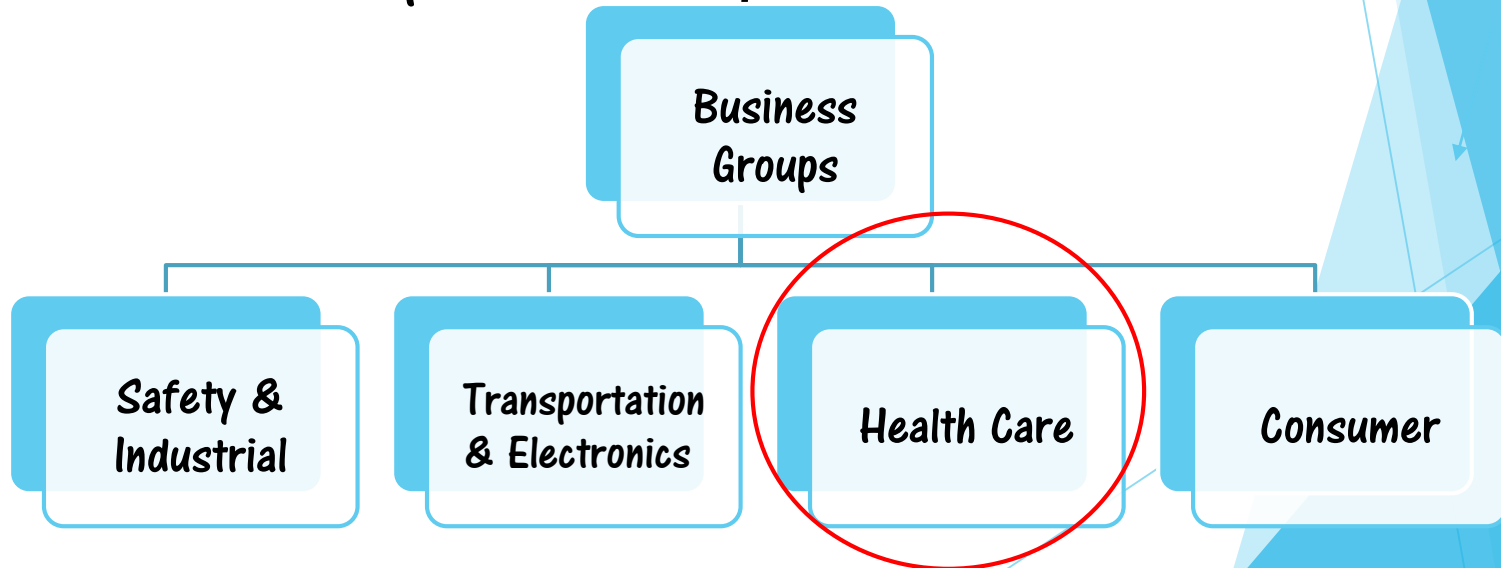 Business
Groups
Safety &
Industrial
Transportation
& Electronics
Health Care
Consumer